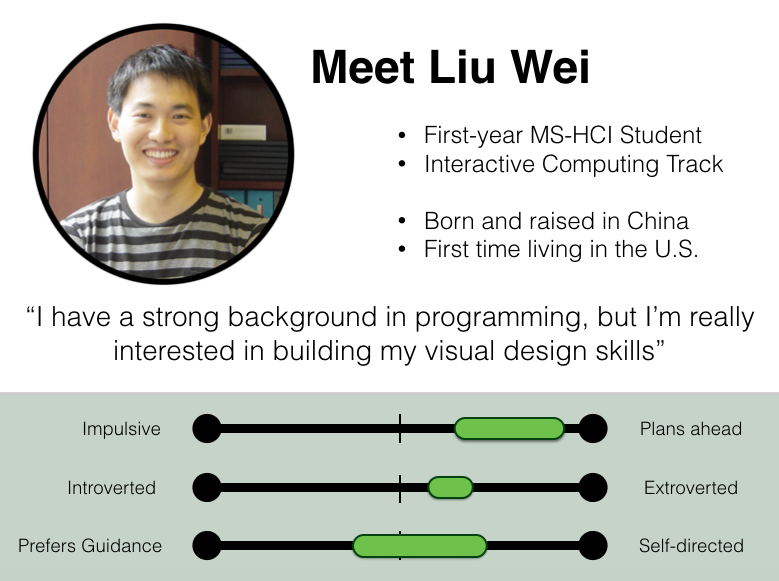 Meet Liu Wei
• First-year MS-HCI Student
• Interactive Computing Track
• Born and raised in China
• First time living in the U.S.
“I have a strong background in programming, but I’m really
interested in building my visual design skills”
Impulsive Plans ahead
Introverted Extroverted
Prefers Guidance Self-directed